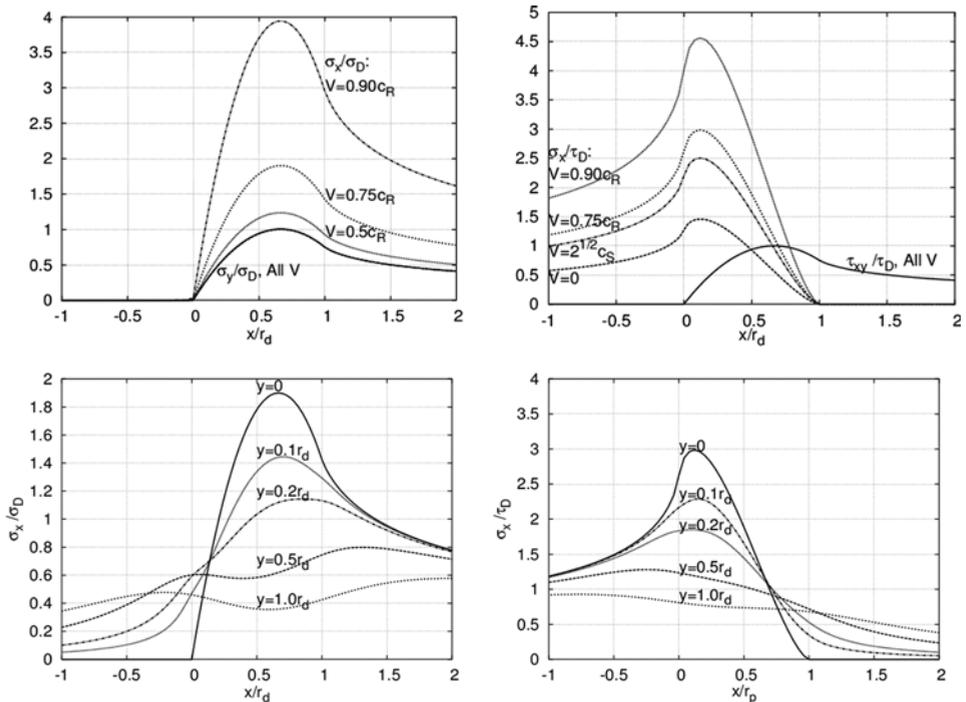 4
3.5
3
2.5
2
1.5
1
0.5
0
σx/σD:
V=0.90cR
V=0.75cR
V=0.5cR
σy/σD, All V
-1 -0.5 0 0.5 1 1.5 2
x/rd
5
4.5
4
3.5
3
2.5
2
1.5
1
0.5
0
σx/τD:
V=0.90cR
V=0.75cR
V=2^1/2cS
V=0
τxy/τD, All V
-1 -0.5 0 0.5 1 1.5 2
x/rd
2
1.8
1.6
1.4
1.2
1
0.8
0.6
0.4
0.2
0
σx/σD
y=0
y=0.1rd
y=0.2rd
y=0.5rd
y=1.0rd
-1 -0.5 0 0.5 1 1.5 2
x/rd
4
3.5
3
2.5
2
1.5
1
0.5
0
σx/τD
y=0
y=0.1rd
y=0.2rd
y=0.5rd
y=1.0rd
-1 -0.5 0 0.5 1 1.5 2
x/rp